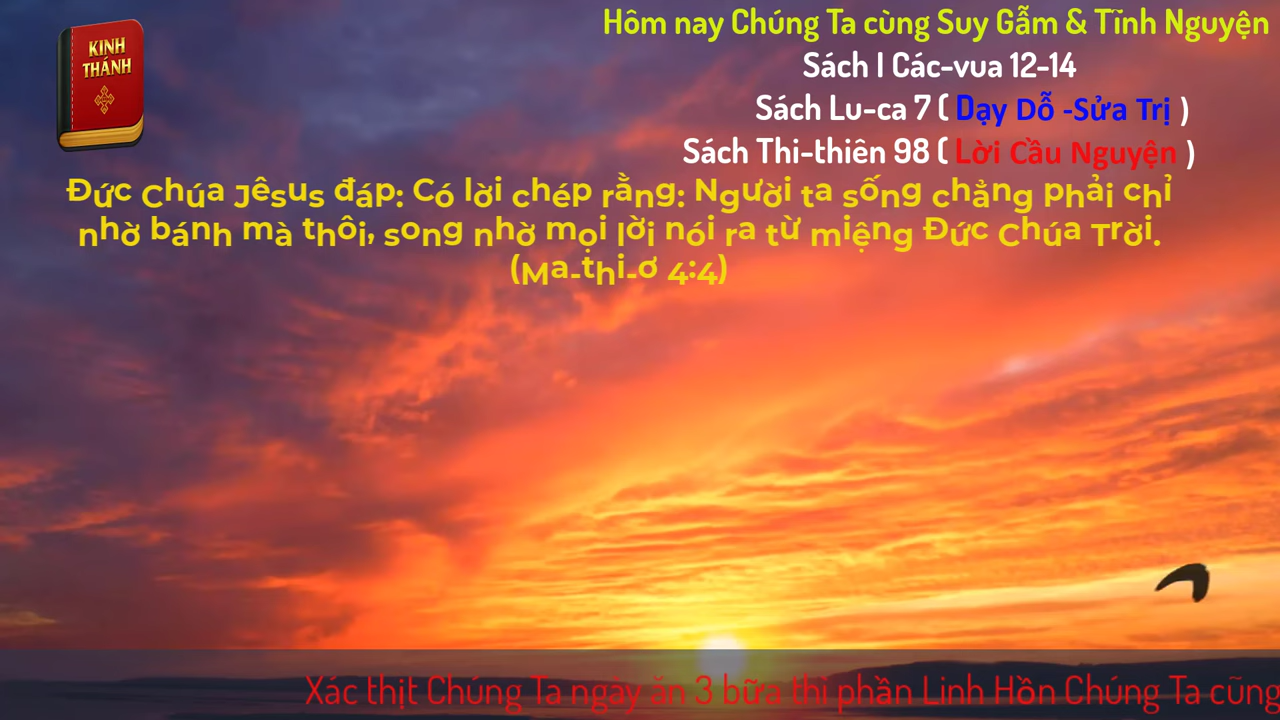 KINH
THÁNH
Hôm nay Chúng Ta cùng Suy Gẫm & Tĩnh Nguyện
Sách I Các-vua 12-14
Sách Lu-ca 7 ( Dạy Dỗ -Sửa Trị )
Sách Thi-thiên 98 ( Lời Cầu Nguyện )
Đức Chúa Jêsus đáp: Có lời chép rằng: Người ta sống chẳng phải chỉ
nhờ bánh mà thôi, song nhờ mọi lời nói ra từ miệng Đức Chúa Trời.
(Ma-thi-ơ 4:4)
Xác thịt Chúng Ta ngày ăn 3 bữa thì phần Linh Hồn Chúng Ta cũng